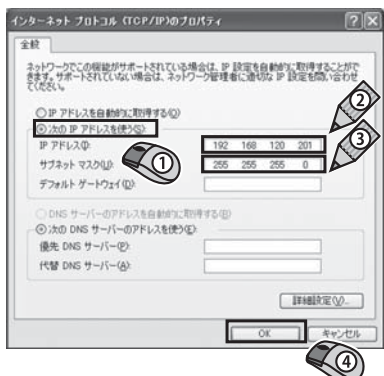 インターネット プロトコル (TCP/IP)のプロパティ
全般
ネットワークでこの機能がサポートされている場合は、IP 設定を自動的に取得することがで
きます。サポートされていない場合は、ネットワーク管理者に適切な IP 設定を問い合わせ
てください。
IP アドレスを自動的に取得する(O)
次の IP アドレスを使う(S):
IP アドレス(I):
192 168 120 201
サブネット マスク(U):
255 255 255 0
デフォルト ゲートウェイ(D):
DNS サーバーのアドレスを自動的に取得する(B)
次の DNS サーバーのアドレスを使う(E):
優先 DNS サーバー(P):
代替 DNS サーバー(A):
詳細設定(V)...
OK
キャンセル
①
②
③
④